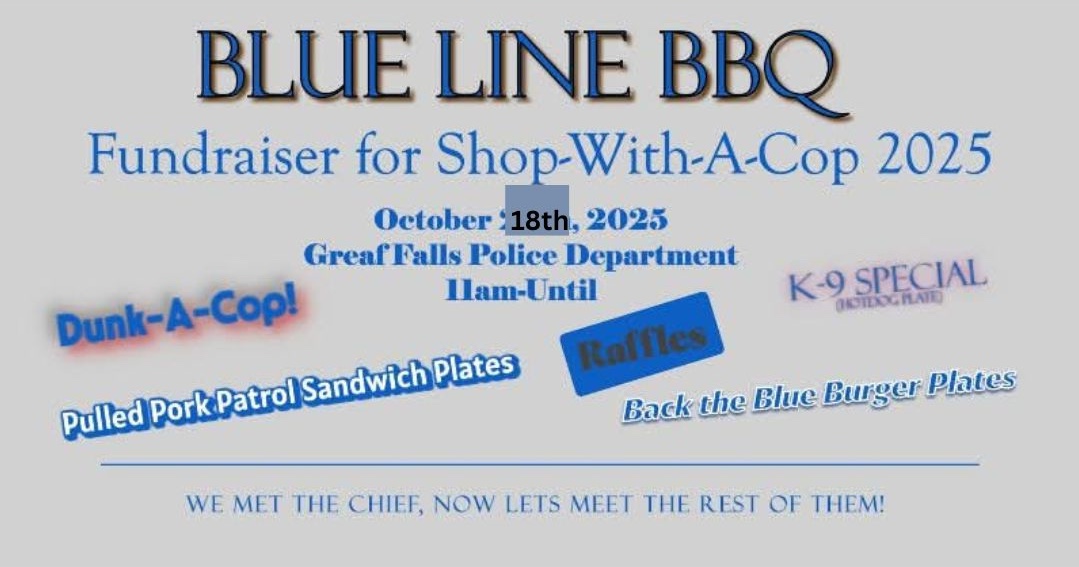 BLUE LINE BBQ
Fundraiser for Shop-With-A-Cop 2025
October 18th, 2025
Greaf Falls Police Department
11am-Until
Dunk-A-Cop!
K-9 SPECIAL
(HOTDOG PLATE)
Raffles
Pulled Pork Patrol Sandwich Plates
Back the Blue Burger Plates
WE MET THE CHIEF, NOW LETS MEET THE REST OF THEM!